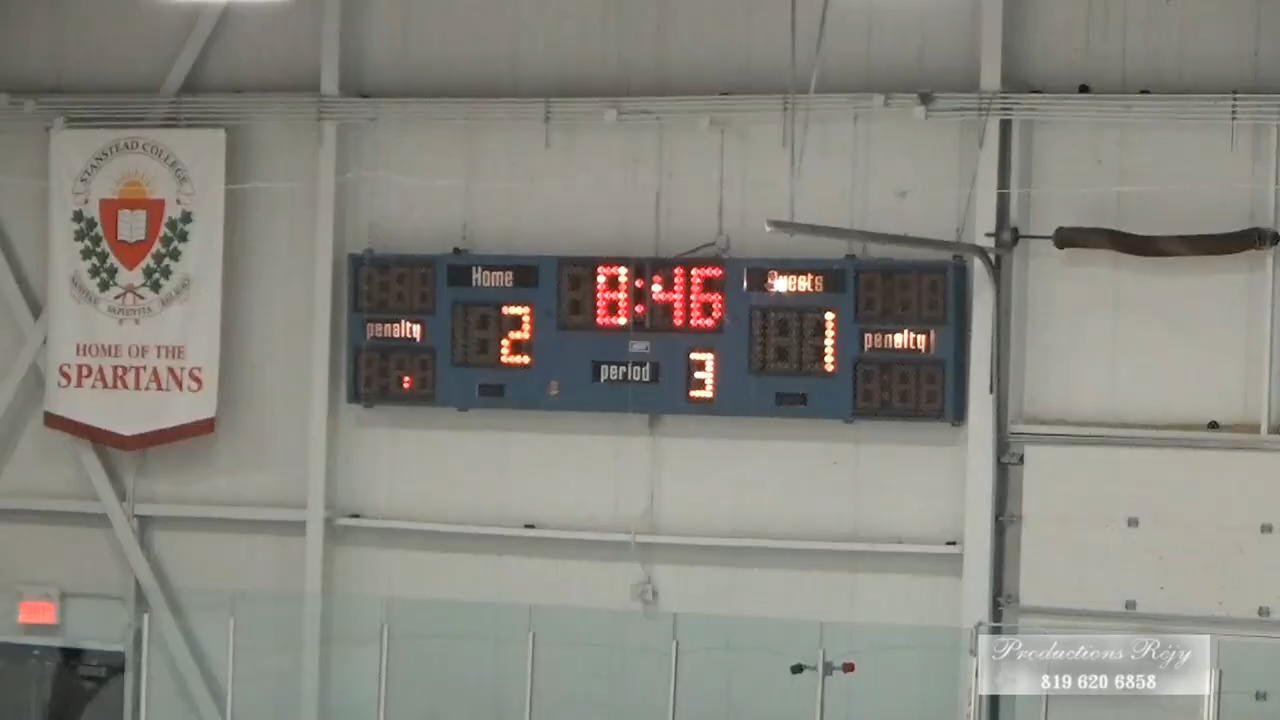 STANSTEAD COLLEGE
SAPIENTIA
HOME OF THE
SPARTANS
Home
8:46
Guests
penalty
2
1
penalty
period
3
Productions Réjy
819 620 6858